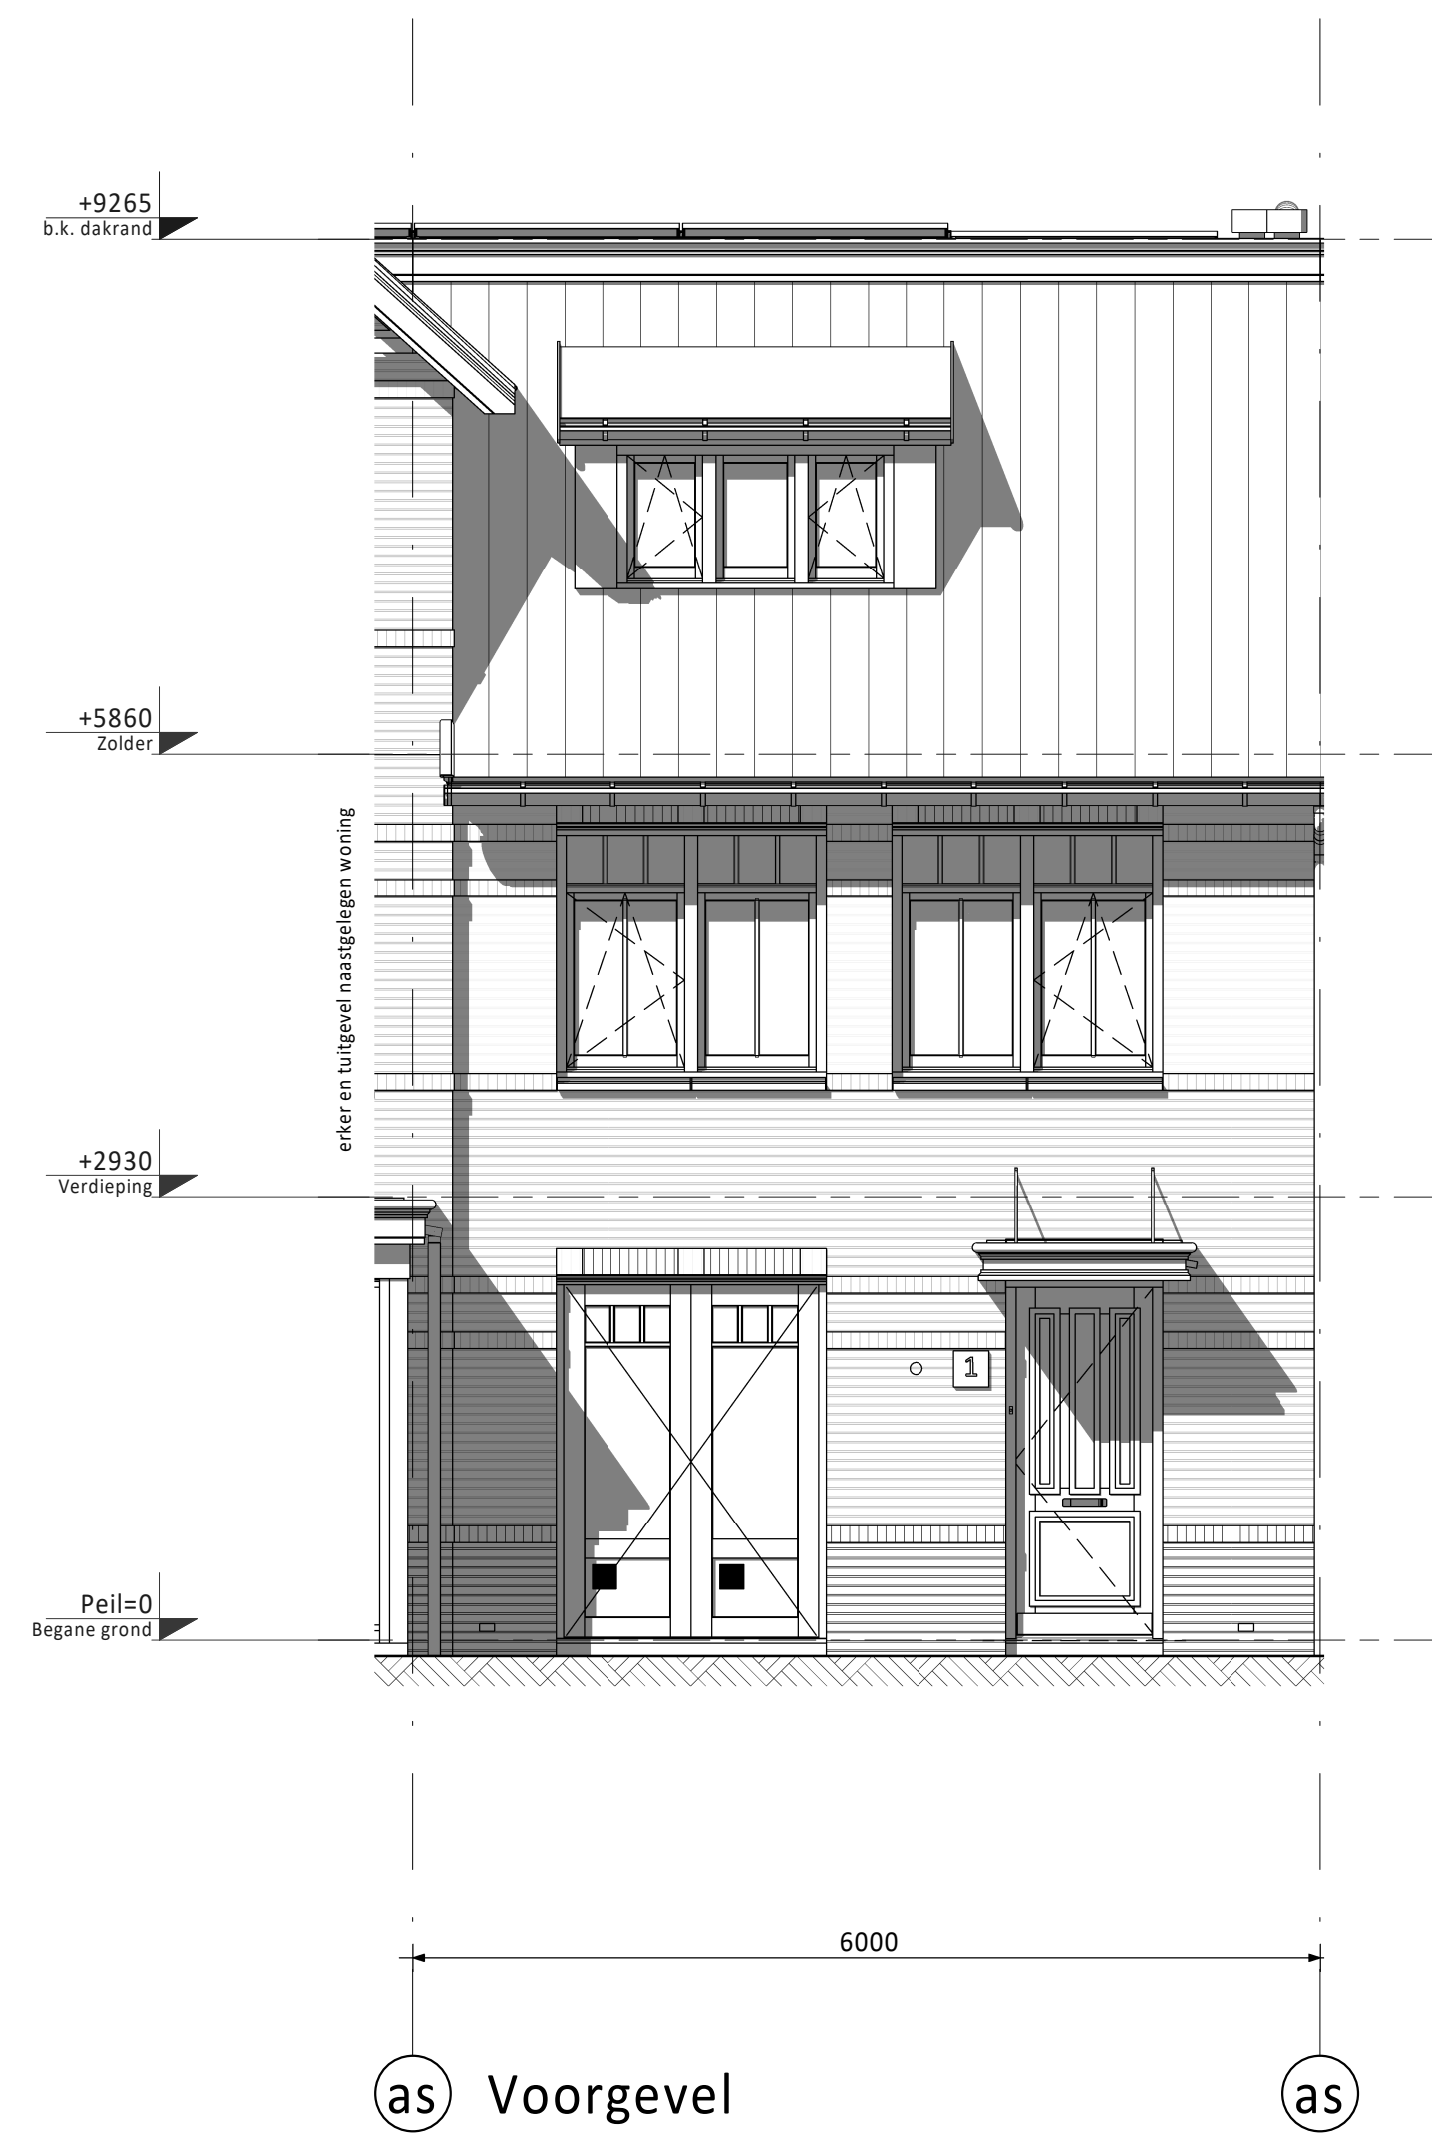 +9265
b.k. dakrand
+5860
Zolder
erker en tuitgevel naastgelegen woning
+2930
Verdieping
1
Peil=0
Begane grond
6000
as
Voorgevel
as